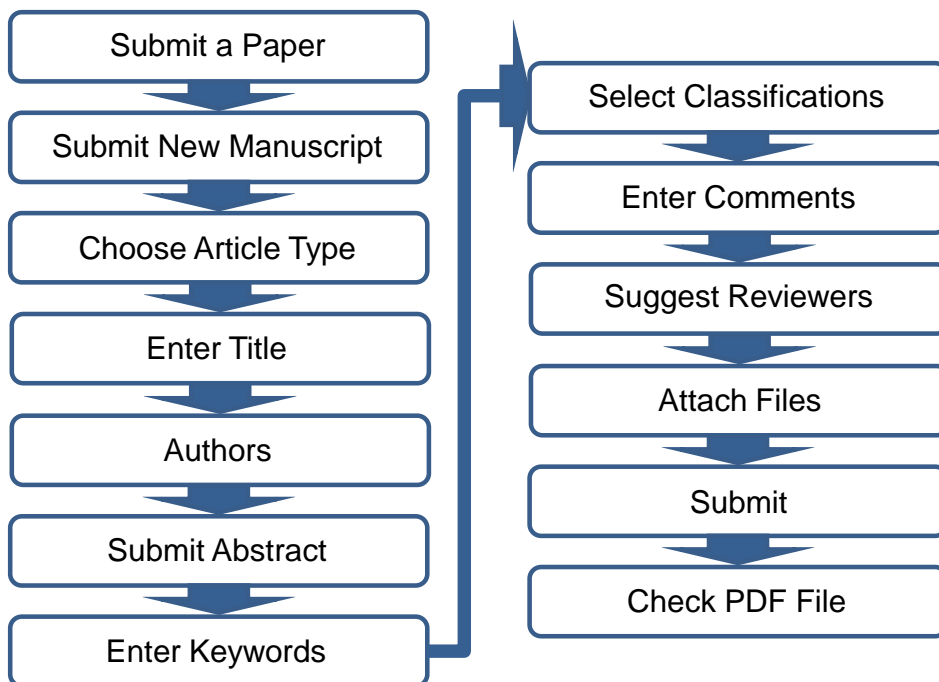 Submit a Paper
Submit New Manuscript
Choose Article Type
Enter Title
Authors
Submit Abstract
Enter Keywords
Select Classifications
Enter Comments
Suggest Reviewers
Attach Files
Submit
Check PDF File